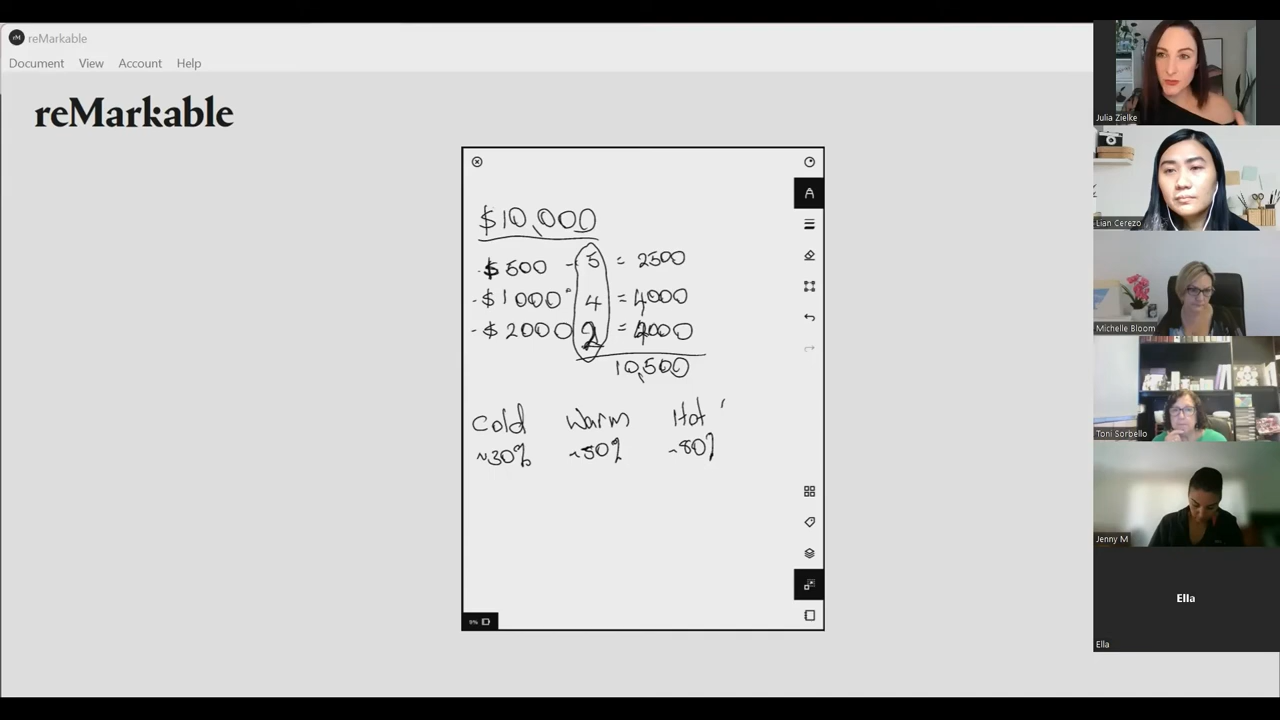 reMarkable
Document View Account Help
reMarkable
$10,000
- $500 - 5 = 2500
- $1000 - 4 = 4000
- $2000 2 = 4000
10,500
Cold Warm Hot
~30% ~50% ~80%
9%
Julia Zielke
Lian Cerezo
Michelle Bloom
Toni Sorbello
Jenny M
Ella
Ella